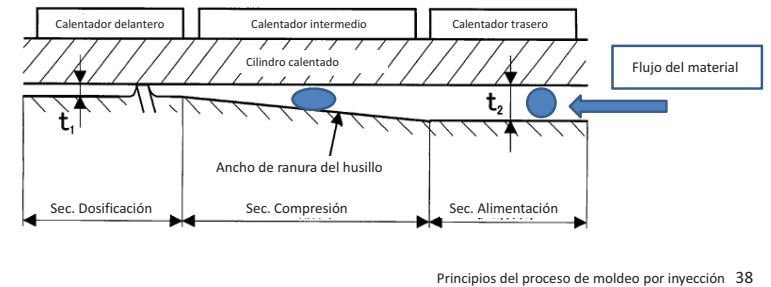 Calentador delantero
Calentador intermedio
Calentador trasero
Cilindro calentado
Flujo del material
t1
t2
Ancho de ranura del husillo
Sec. Dosificación
Sec. Compresión
Sec. Alimentación
Principios del proceso de moldeo por inyección 38